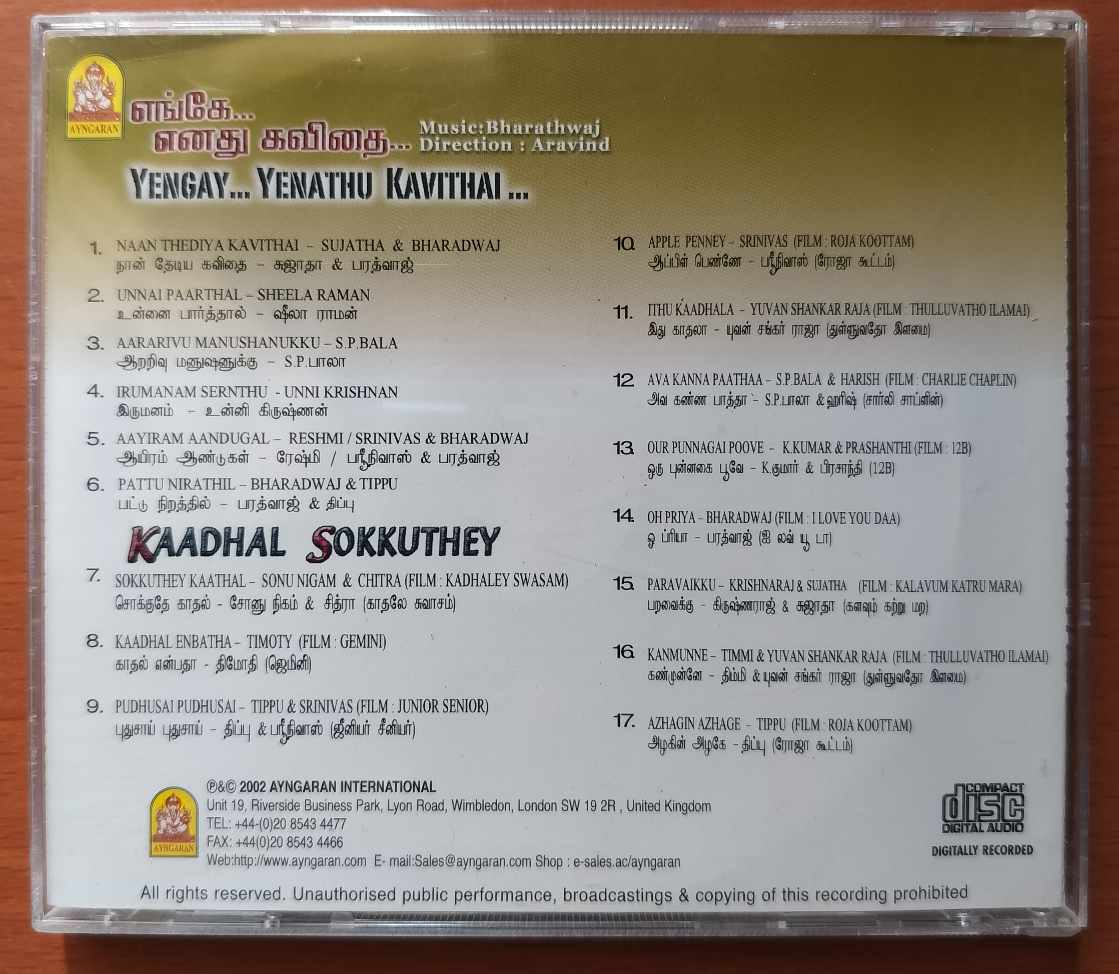 AYNGARAN
எங்கே...
எனது கவிதை...
Music:Bharathwaj
Direction : Aravind
YENGAY... YENATHU KAVITHAI ...
1. NAAN THEDIYA KAVITHAI – SUJATHA & BHARADWAJ
நான் தேடிய கவிதை – சுஜாதா & பரத்வாஜ்
2. UNNAI PAARTHAL – SHEELA RAMAN
உன்னை பார்த்தால் – ஷீலா ராமன்
3. AARARIVU MANUSHANUKKU – S.P.BALA
ஆறறிவு மனுஷனுக்கு – S.P.பாலா
4. IRUMANAM SERNTHU - UNNI KRISHNAN
இருமனம் – உன்னி கிருஷ்ணன்
5. AAYIRAM AANDUGAL – RESHMI / SRINIVAS & BHARADWAJ
ஆயிரம் ஆண்டுகள் – ரேஷ்மி / ஸ்ரீநிவாஸ் & பரத்வாஜ்
6. PATTU NIRATHIL – BHARADWAJ & TIPPU
பட்டு நிறத்தில் – பரத்வாஜ் & திப்பு
KAADHAL SOKKUTHEY
7. SOKKUTHEY KAATHAL – SONU NIGAM & CHITRA (FILM : KADHALEY SWASAM)
சொக்குதே காதல் – சோனு நிகம் & சித்ரா (காதலே சுவாசம்)
8. KAADHAL ENBATHA – TIMOTY (FILM : GEMINI)
காதல் என்பதா - திமோதி (ஜெமினி)
9. PUDHUSAI PUDHUSAI – TIPPU & SRINIVAS (FILM : JUNIOR SENIOR)
புதுசாய் புதுசாய் - திப்பு & ஸ்ரீநிவாஸ் (ஜீனியர் சீனியர்)
10. APPLE PENNEY – SRINIVAS (FILM : ROJA KOOTTAM)
ஆப்பிள் பெண்ணே - ஸ்ரீநிவாஸ் (ரோஜா கூட்டம்)
11. ITHU KAADHALA – YUVAN SHANKAR RAJA (FILM : THULLUVATHO ILAMAI)
இது காதலா – யுவன் சங்கர் ராஜா (துள்ளுவதோ இளமை)
12. AVA KANNA PAATHAA – S.P.BALA & HARISH (FILM : CHARLIE CHAPLIN)
அவ கண்ண பாத்தா – S.P.பாலா & ஹரிஷ் (சார்லி சாப்ளின்)
13. OUR PUNNAGAI POOVE – K.KUMAR & PRASHANTHI (FILM : 12B)
ஒரு புன்னகை பூவே – K.குமார் & பிரசாந்தி (12B)
14. OH PRIYA – BHARADWAJ (FILM : I LOVE YOU DAA)
ஓ ப்ரியா – பரத்வாஜ் (ஐ லவ் யூ டா)
15. PARAVAIKKU – KRISHNARAJ & SUJATHA (FILM : KALAVUM KATRU MARA)
பறவைக்கு - கிருஷ்ணராஜ் & சுஜாதா (களவும் கற்று மற)
16. KANMUNNE – TIMMI & YUVAN SHANKAR RAJA (FILM : THULLUVATHO ILAMAI)
கண்முன்னே - திம்மி & யுவன் சங்கர் ராஜா (துள்ளுவதோ இளமை)
17. AZHAGIN AZHAGE – TIPPU (FILM : ROJA KOOTTAM)
அழகின் அழகே - திப்பு (ரோஜா கூட்டம்)
AYNGARAN
℗&© 2002 AYNGARAN INTERNATIONAL
Unit 19, Riverside Business Park, Lyon Road, Wimbledon, London SW 19 2R , United Kingdom
TEL: +44-(0)20 8543 4477
FAX: +44(0)20 8543 4466
Web:http://www.ayngaran.com E- mail:Sales@ayngaran.com Shop : e-sales.ac/ayngaran
COMPACT
disc
DIGITAL AUDIO
DIGITALLY RECORDED
All rights reserved. Unauthorised public performance, broadcastings & copying of this recording prohibited